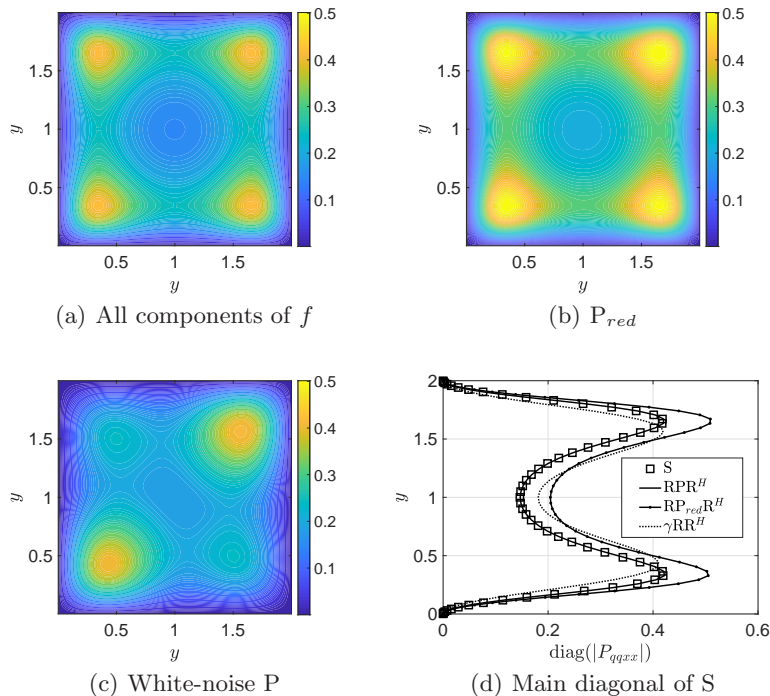 0.5
1.5
0.4
y
1
0.3
0.2
0.5
0.1
0.5 1 1.5
y
(a) All components of f
0.5
1.5
0.4
y
1
0.3
0.2
0.5
0.1
0.5 1 1.5
y
(b) P_red
0.5
1.5
0.4
y
1
0.3
0.2
0.5
0.1
0.5 1 1.5
y
(c) White-noise P
2
1.5
y
1
0.5
0
S
RPR^H
RP_redR^H
γRR^H
0 0.2 0.4 0.6
diag(|P_qqxx|)
(d) Main diagonal of S